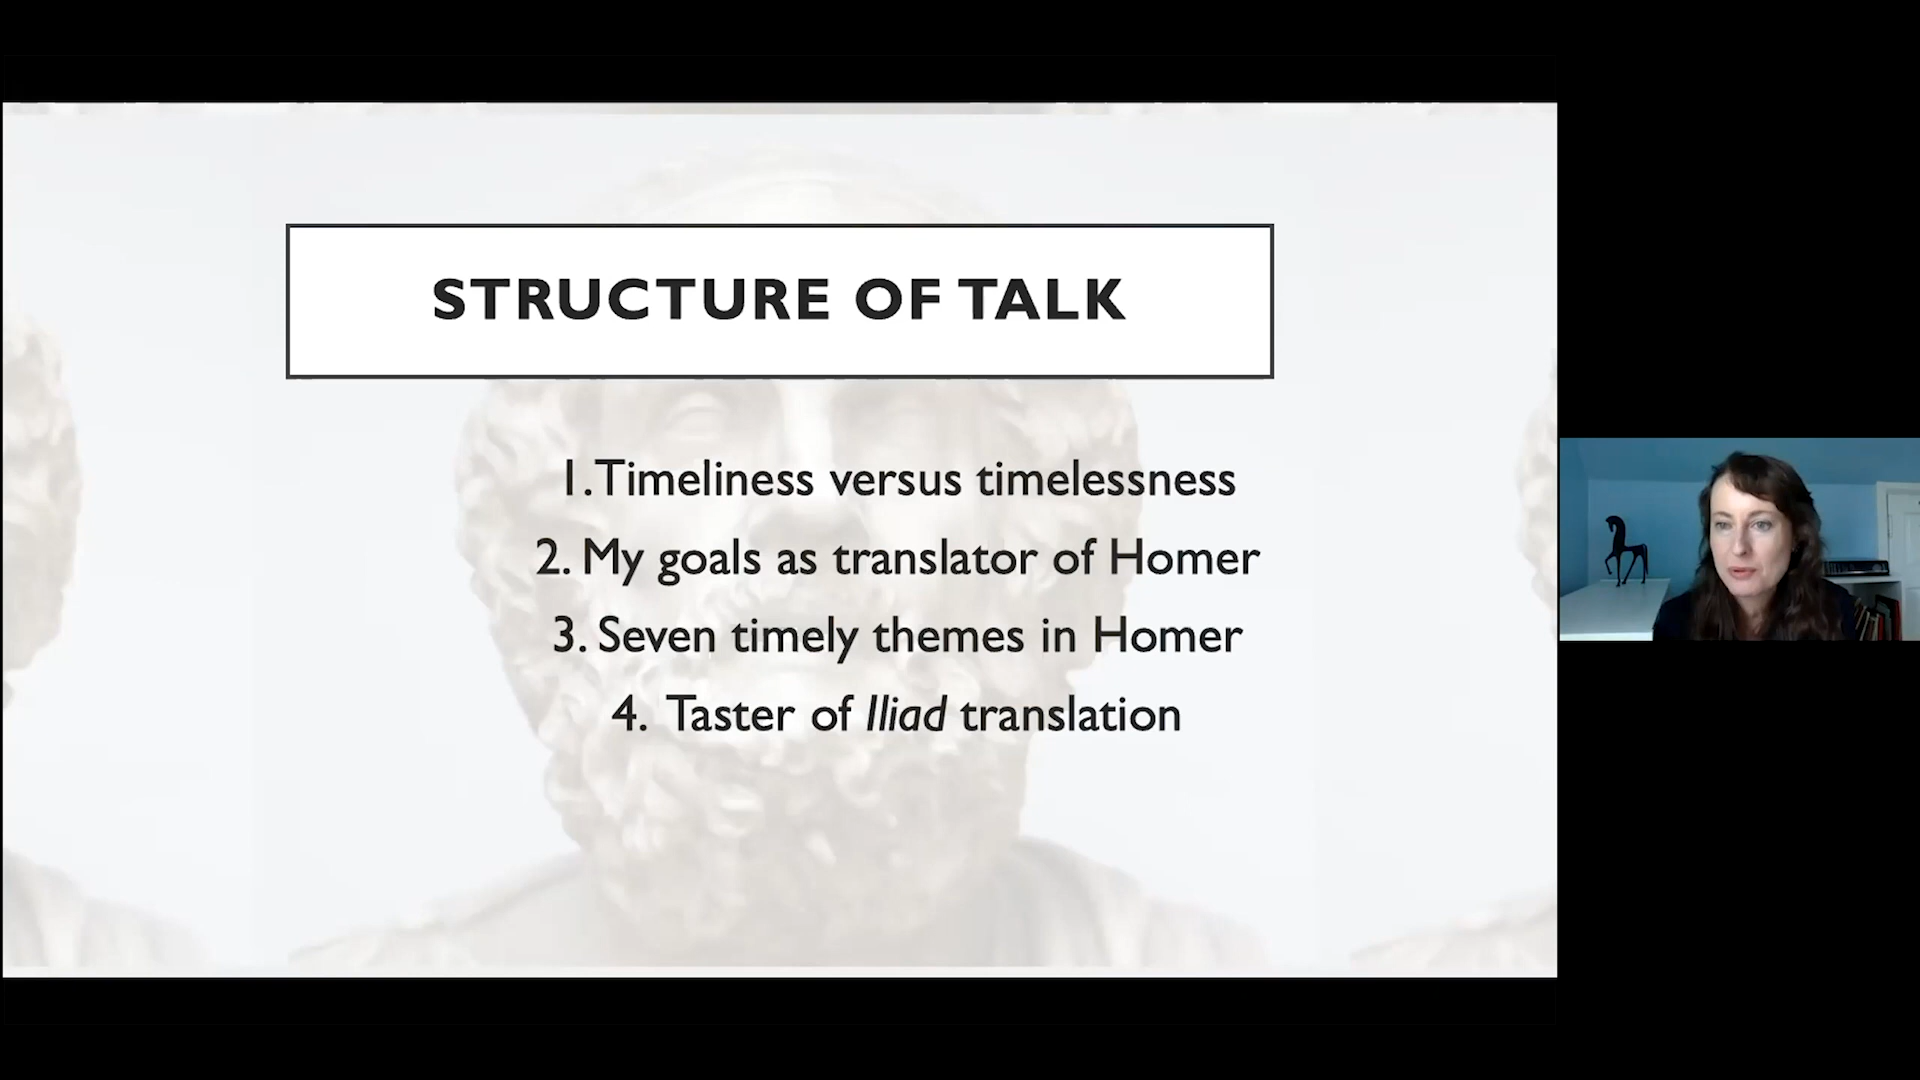 STRUCTURE OF TALK
1. Timeliness versus timelessness
2. My goals as translator of Homer
3. Seven timely themes in Homer
4. Taster of Iliad translation